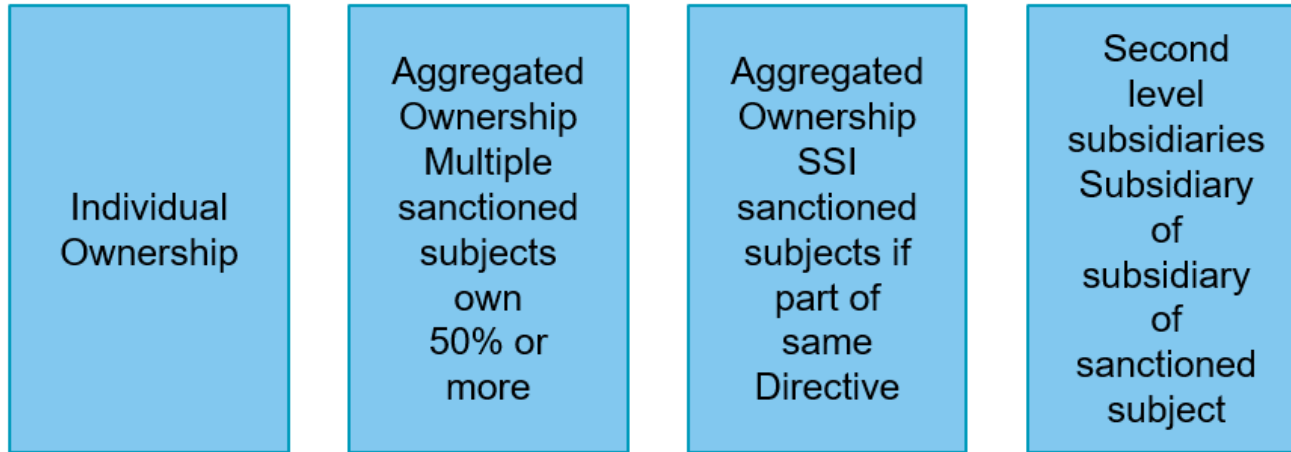 Individual
Ownership
Aggregated
Ownership
Multiple
sanctioned
subjects
own
50% or
more
Aggregated
Ownership
SSI
sanctioned
subjects if
part of
same
Directive
Second
level
subsidiaries
Subsidiary
of
subsidiary
of
sanctioned
subject